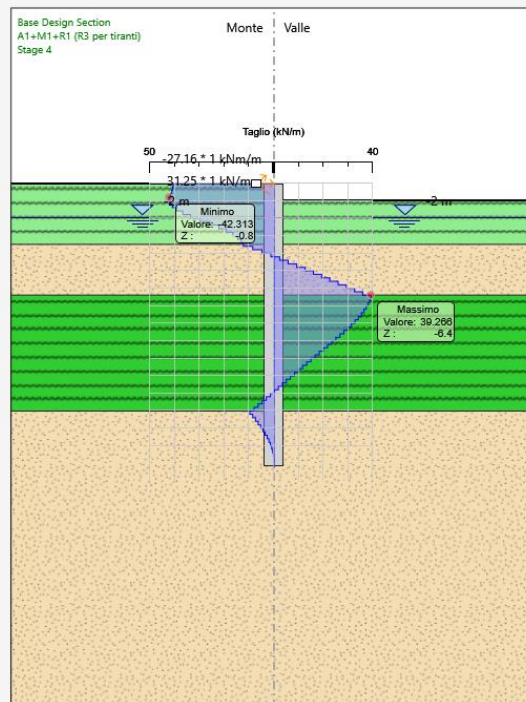 Base Design Section
A1+M1+R1 (R3 per tiranti)
Stage 4
Monte
Valle
Taglio (kN/m)
50
40
-27.16 * 1 kNm/m
31.25 * 1 kN/m
-2 m
-2 m
Minimo
Valore: -42.313
Z : -0.8
Massimo
Valore: 39.266
Z : -6.4